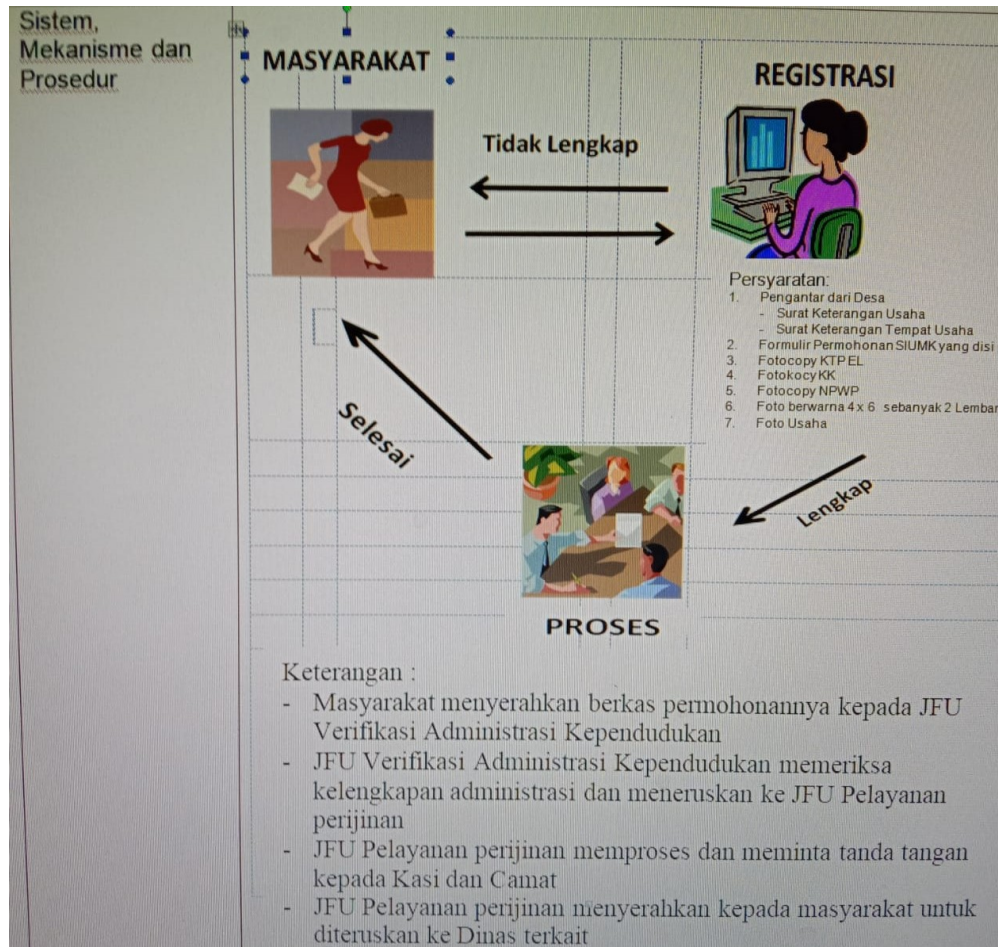 Sistem,
Mekanisme dan
Prosedur
MASYARAKAT
REGISTRASI
Tidak Lengkap
Persyaratan:
1. Pengantar dari Desa
- Surat Keterangan Usaha
- Surat Keterangan Tempat Usaha
2. Formulir Permohonan SIUMK yang disi
3. Fotocopy KTP EL
4. Fotokocy KK
5. Fotocopy NPWP
6. Foto berwarna 4 x 6 sebanyak 2 Lembar
7. Foto Usaha
Selesai
Lengkap
PROSES
Keterangan :
- Masyarakat menyerahkan berkas permohonannya kepada JFU
Verifikasi Administrasi Kependudukan
- JFU Verifikasi Administrasi Kependudukan memeriksa
kelengkapan administrasi dan meneruskan ke JFU Pelayanan
perijinan
- JFU Pelayanan perijinan memproses dan meminta tanda tangan
kepada Kasi dan Camat
- JFU Pelayanan perijinan menyerahkan kepada masyarakat untuk
diteruskan ke Dinas terkait